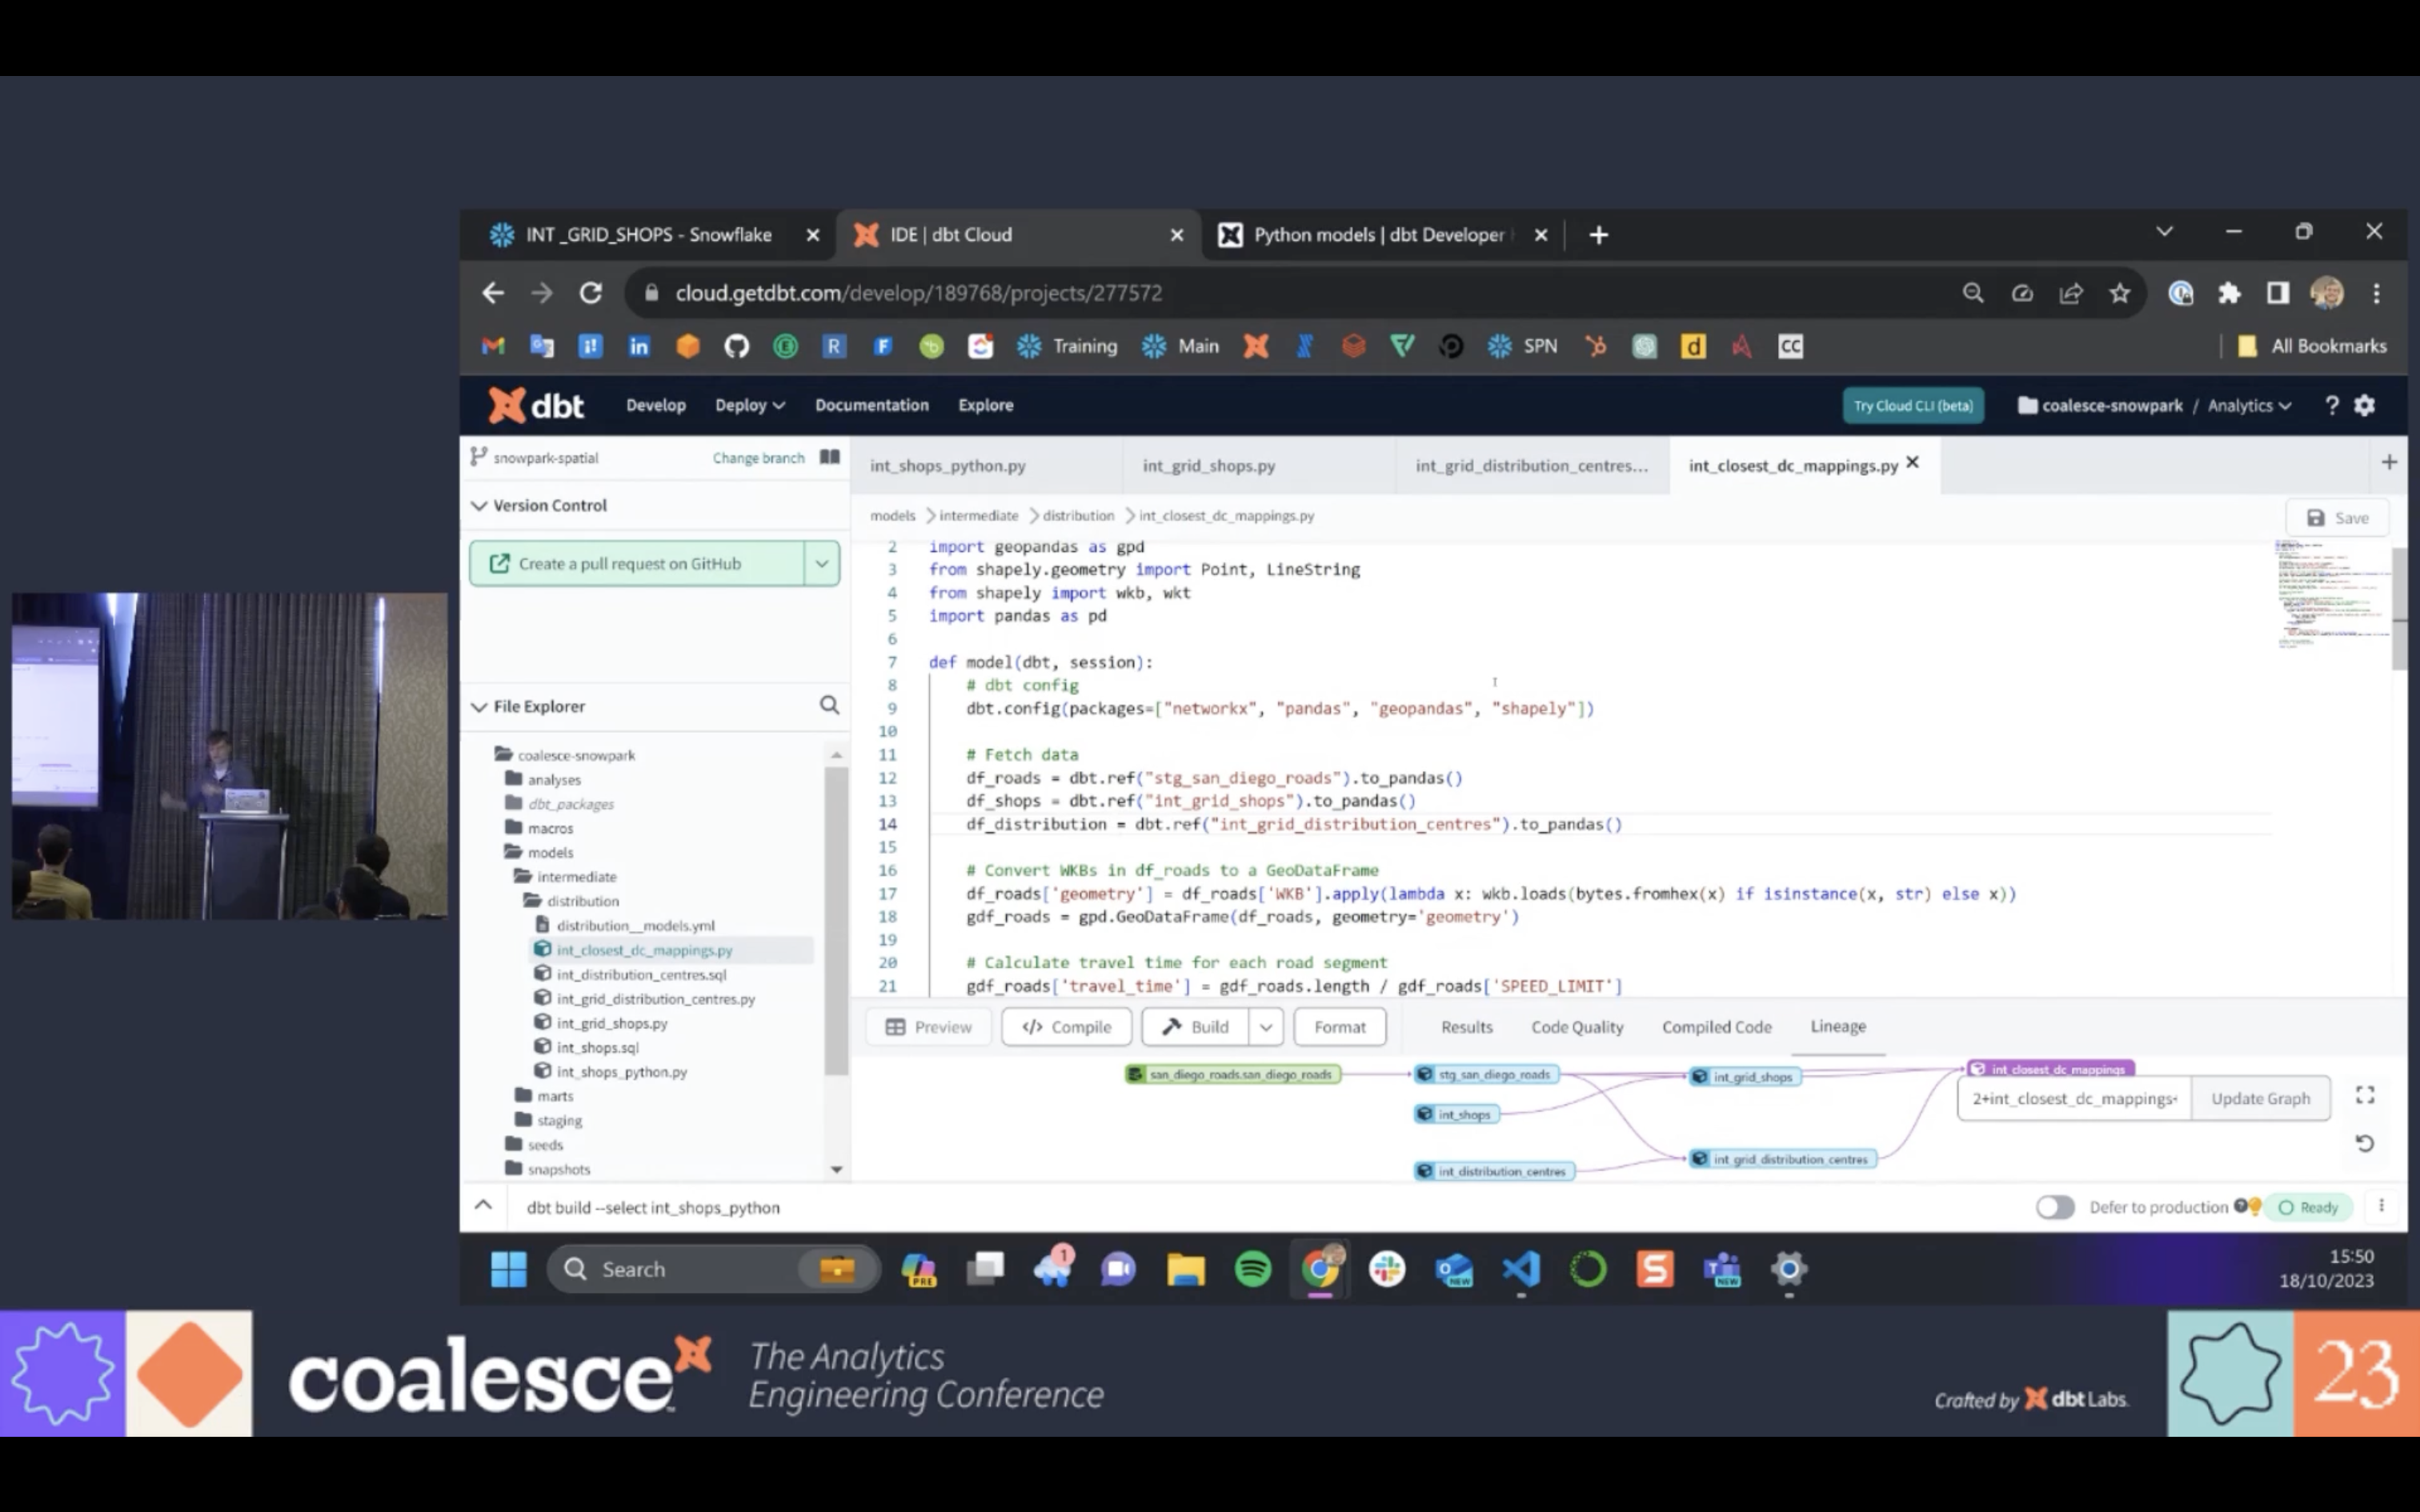 INT _GRID_SHOPS - Snowflake
IDE | dbt Cloud
Python models | dbt Developer
cloud.getdbt.com/develop/189768/projects/277572
Training
Main
SPN
CC
All Bookmarks
dbt
Develop
Deploy
Documentation
Explore
Try Cloud CLI (beta)
coalesce-snowpark / Analytics
snowpark-spatial
Change branch
Version Control
Create a pull request on GitHub
File Explorer
coalesce-snowpark
analyses
dbt_packages
macros
models
intermediate
distribution
distribution__models.yml
int_closest_dc_mappings.py
int_distribution_centres.sql
int_grid_distribution_centres.py
int_grid_shops.py
int_shops.sql
int_shops_python.py
marts
staging
seeds
snapshots
int_shops_python.py
int_grid_shops.py
int_grid_distribution_centres...
int_closest_dc_mappings.py
models > intermediate > distribution > int_closest_dc_mappings.py
Save
2 import geopandas as gpd
3 from shapely.geometry import Point, LineString
4 from shapely import wkb, wkt
5 import pandas as pd
6
7 def model(dbt, session):
8 # dbt config
9 dbt.config(packages=["networkx", "pandas", "geopandas", "shapely"])
10
11 # Fetch data
12 df_roads = dbt.ref("stg_san_diego_roads").to_pandas()
13 df_shops = dbt.ref("int_grid_shops").to_pandas()
14 df_distribution = dbt.ref("int_grid_distribution_centres").to_pandas()
15
16 # Convert WKBs in df_roads to a GeoDataFrame
17 df_roads['geometry'] = df_roads['WKB'].apply(lambda x: wkb.loads(bytes.fromhex(x) if isinstance(x, str) else x))
18 gdf_roads = gpd.GeoDataFrame(df_roads, geometry='geometry')
19
20 # Calculate travel time for each road segment
21 gdf_roads['travel_time'] = gdf_roads.length / gdf_roads['SPEED_LIMIT']
Preview
</> Compile
Build
Format
Results
Code Quality
Compiled Code
Lineage
san_diego_roads.san_diego_roads
stg_san_diego_roads
int_grid_shops
int_closest_dc_mappings
int_shops
2+int_closest_dc_mappings+
Update Graph
int_distribution_centres
int_grid_distribution_centres
dbt build --select int_shops_python
Defer to production
Ready
Search
PRE
1
NEW
NEW
15:50
18/10/2023
coalesce
The Analytics
Engineering Conference
Crafted by dbt Labs.
23